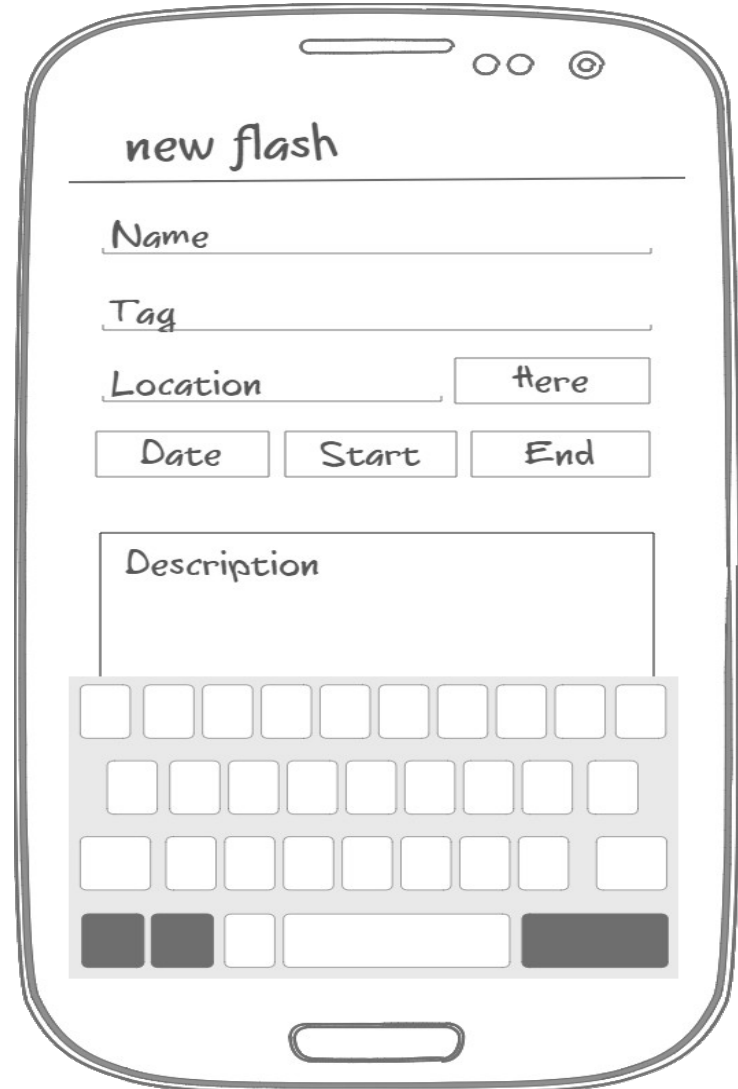 new flash
Name
Tag
Location Here
Date Start End
Description